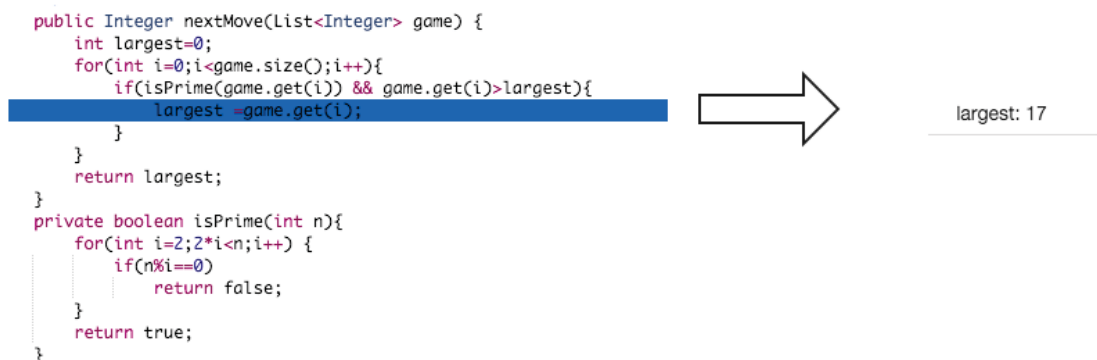 public Integer nextMove(List<Integer> game) {
    int largest=0;
    for(int i=0;i<game.size();i++){
        if(isPrime(game.get(i)) && game.get(i)>largest){
            largest =game.get(i);
        }
    }
    return largest;
}
private boolean isPrime(int n){
    for(int i=2;2*i<n;i++) {
        if(n%i==0)
            return false;
    }
    return true;
}
largest: 17